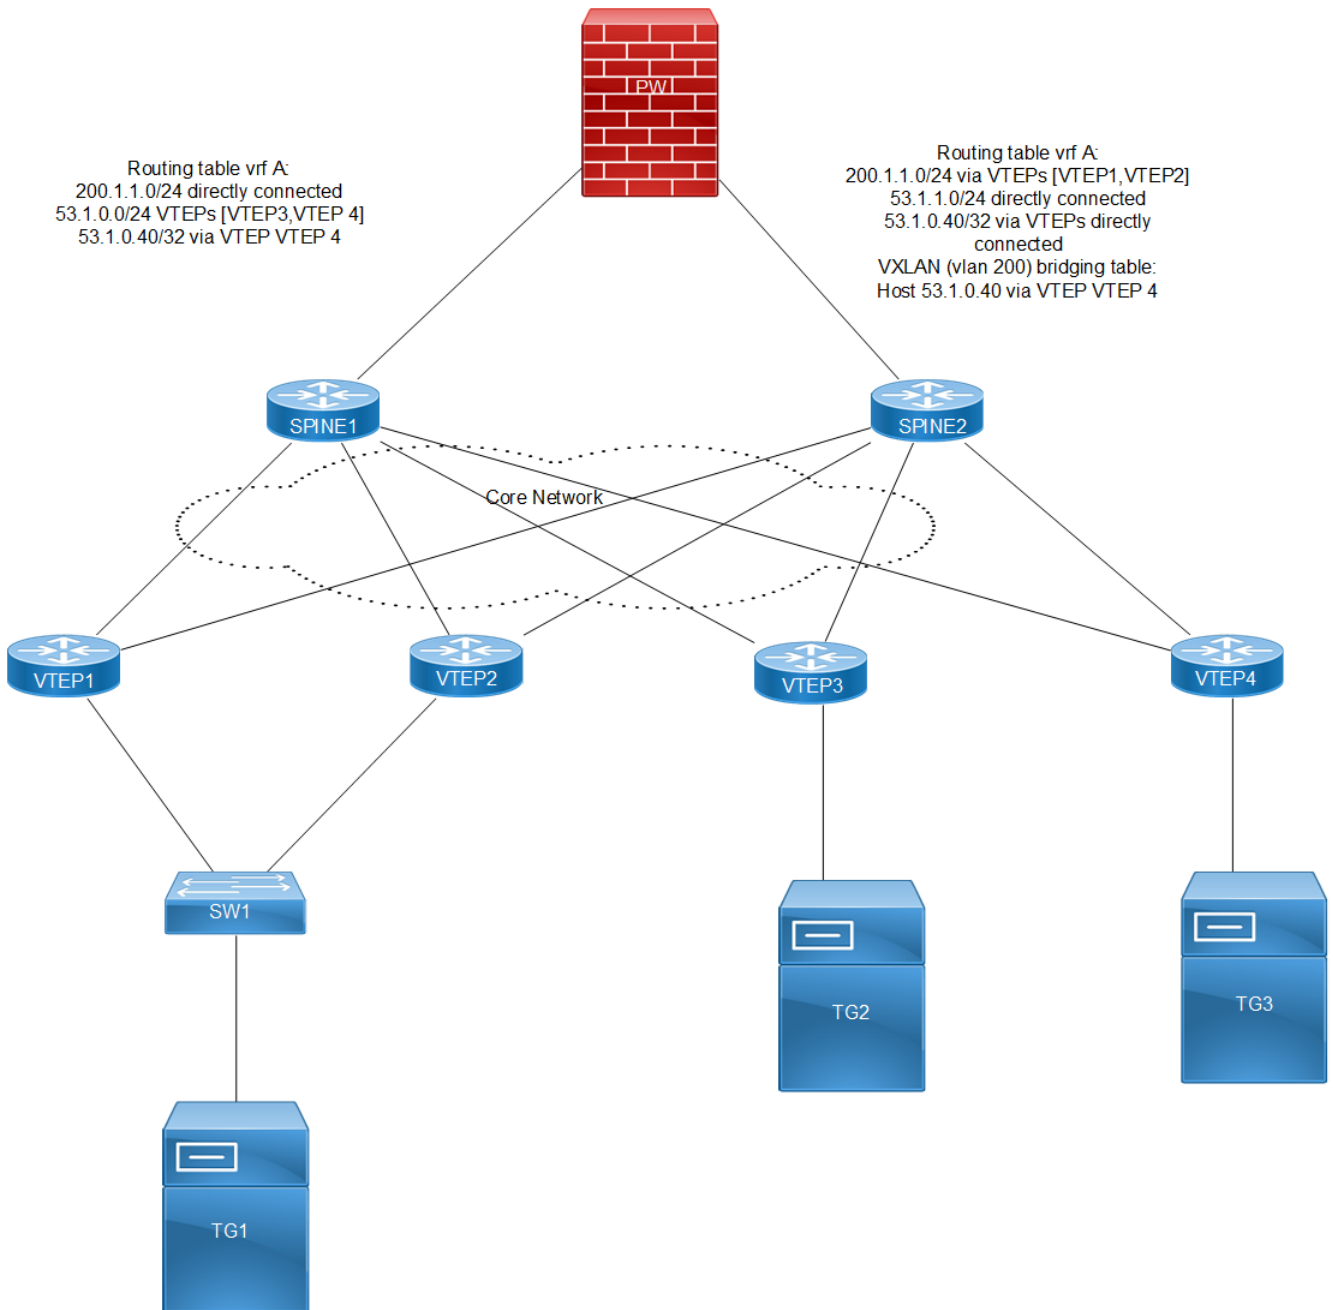 PW
Routing table vrf A:
200.1.1.0/24 directly connected
53.1.0.0/24 VTEPs [VTEP3,VTEP 4]
53.1.0.40/32 via VTEP VTEP 4
Routing table vrf A:
200.1.1.0/24 via VTEPs [VTEP1,VTEP2]
53.1.1.0/24 directly connected
53.1.0.40/32 via VTEPs directly
connected
VXLAN (vlan 200) bridging table:
Host 53.1.0.40 via VTEP VTEP 4
SPINE1
SPINE2
Core Network
VTEP1
VTEP2
VTEP3
VTEP4
SW1
TG2
TG3
TG1